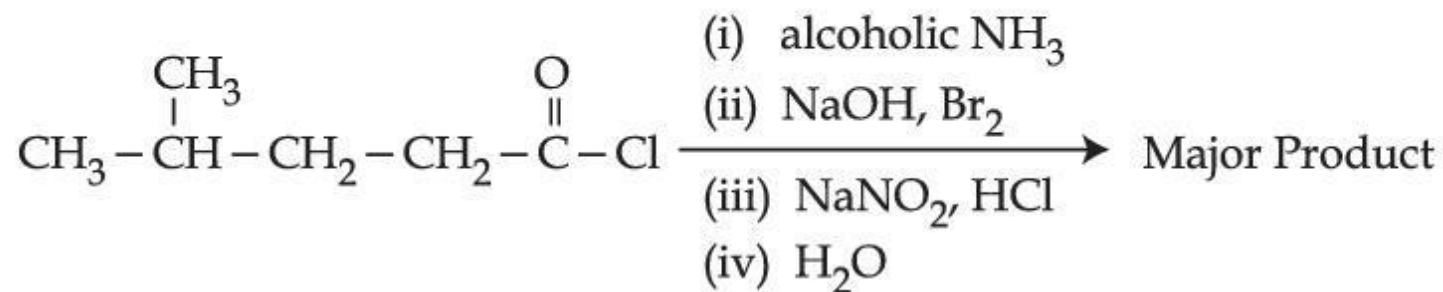 (i) alcoholic NH₃
CH₃ O
(ii) NaOH, Br₂
CH₃–CH–CH₂–CH₂–C–Cl Major Product
(iii) NaNO₂, HCl
(iv) H₂O